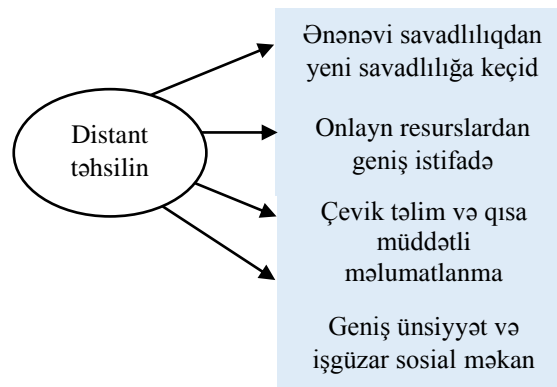 Distant
təhsilin
Ənənəvi savadlılıqdan
yeni savadlılığa keçid
Onlayn resurslardan
geniş istifadə
Çevik təlim və qısa
müddətli
məlumatlanma
Geniş ünsiyyət və
işgüzar sosial məkan